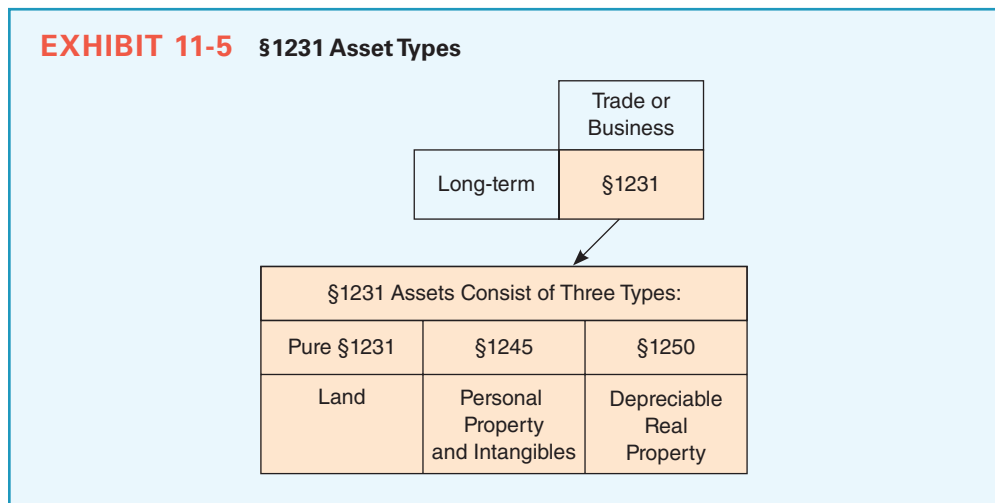 EXHIBIT 11-5 §1231 Asset Types
Trade or
Business
Long-term
§1231
§1231 Assets Consist of Three Types:
Pure §1231
§1245
§1250
Land
Personal
Property
and Intangibles
Depreciable
Real
Property